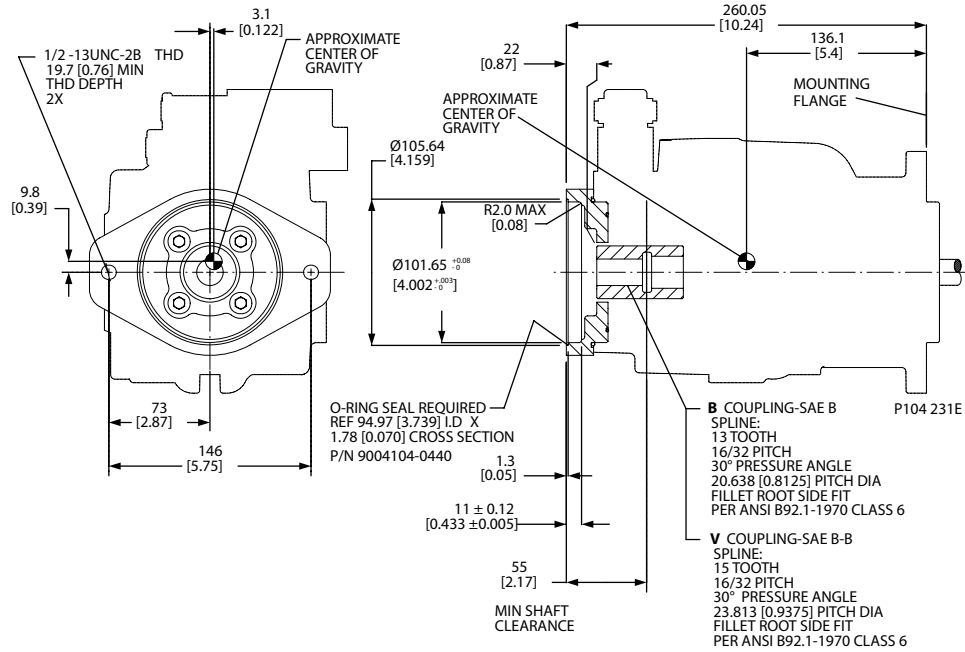 3.1
[0.122]
1/2 -13UNC-2B THD
19.7 [0.76] MIN
THD DEPTH
2X
APPROXIMATE
CENTER OF
GRAVITY
9.8
[0.39]
73
[2.87]
146
[5.75]
260.05
[10.24]
136.1
[5.4]
22
[0.87]
MOUNTING
FLANGE
APPROXIMATE
CENTER OF
GRAVITY
Ø105.64
[4.159]
R2.0 MAX
[0.08]
Ø101.65 +0.08 -0
[4.002 +.003 -0]
O-RING SEAL REQUIRED
REF 94.97 [3.739] I.D X
1.78 [0.070] CROSS SECTION
P/N 9004104-0440
1.3
[0.05]
11 ± 0.12
[0.433 ±0.005]
55
[2.17]
MIN SHAFT
CLEARANCE
P104 231E
B COUPLING-SAE B
SPLINE:
13 TOOTH
16/32 PITCH
30° PRESSURE ANGLE
20.638 [0.8125] PITCH DIA
FILLET ROOT SIDE FIT
PER ANSI B92.1-1970 CLASS 6
V COUPLING-SAE B-B
SPLINE:
15 TOOTH
16/32 PITCH
30° PRESSURE ANGLE
23.813 [0.9375] PITCH DIA
FILLET ROOT SIDE FIT
PER ANSI B92.1-1970 CLASS 6